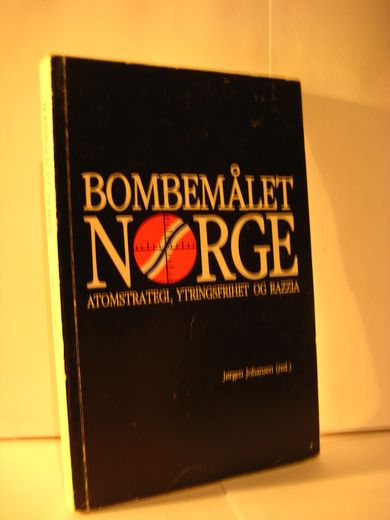 BOMBEMÅLET
NORGE
ATOMSTRATEGI, YTRINGSFRIHET OG RAZZIA
Jørgen Johansen (red.)